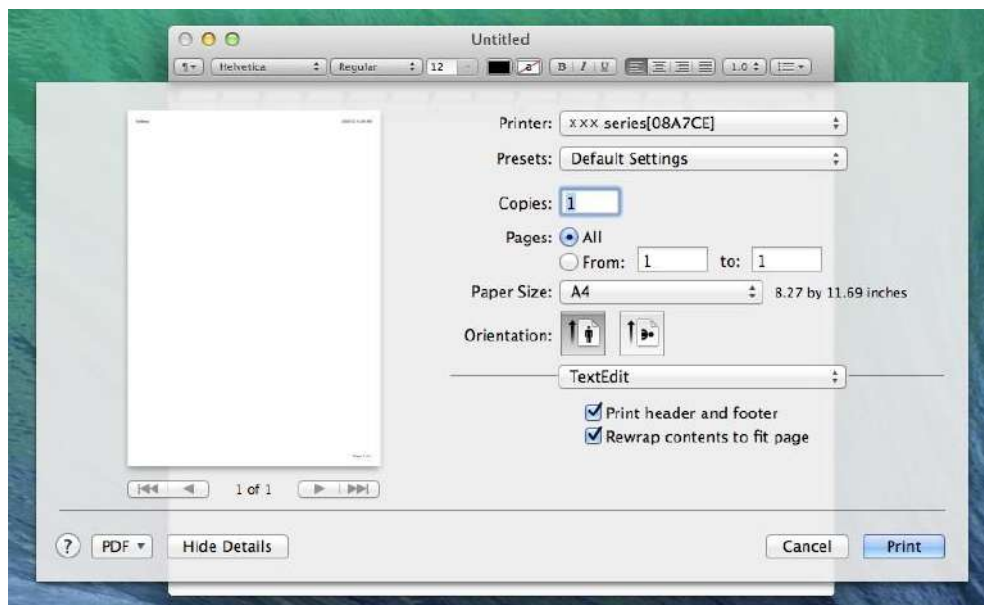 Untitled
¶ Helvetica Regular 12 a B I U 1.0
Printer: xxx series[08A7CE]
Presets: Default Settings
Copies: 1
Pages: All
From: 1 to: 1
Paper Size: A4 8.27 by 11.69 inches
Orientation:
TextEdit
Print header and footer
Rewrap contents to fit page
1 of 1
? PDF Hide Details Cancel Print